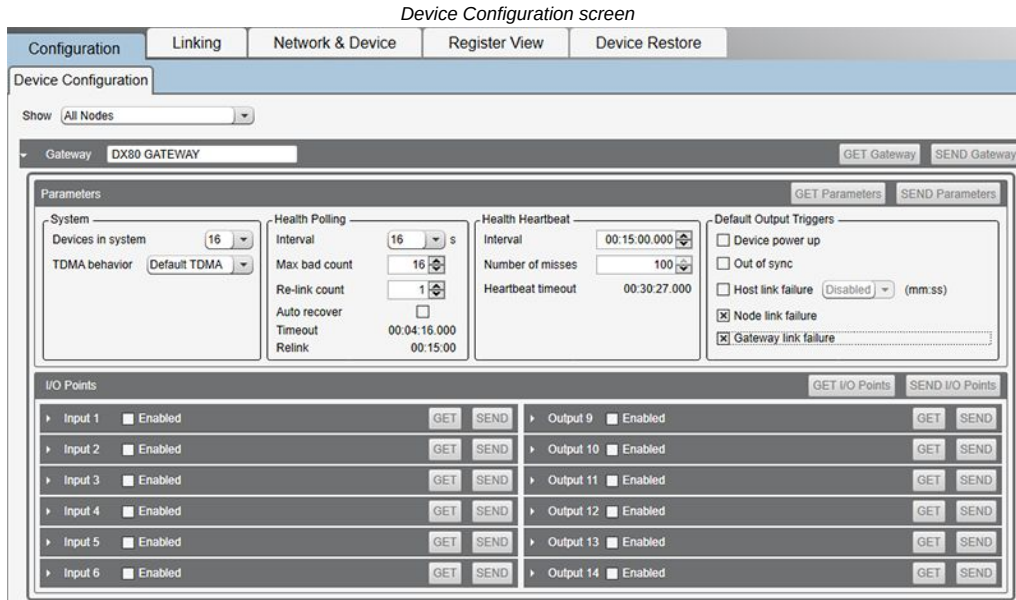 Device Configuration screen
Configuration Linking Network & Device Register View Device Restore
Device Configuration
Show All Nodes
Gateway DX80 GATEWAY GET Gateway SEND Gateway
Parameters GET Parameters SEND Parameters
System Health Polling Health Heartbeat Default Output Triggers
Devices in system 16 Interval 16 s Interval 00:15:00.000 Device power up
TDMA behavior Default TDMA Max bad count 16 Number of misses 100 Out of sync
Re-link count 1 Heartbeat timeout 00:30:27.000 Host link failure Disabled (mm:ss)
Auto recover Node link failure
Timeout 00:04:16.000 Gateway link failure
Relink 00:15:00
I/O Points GET I/O Points SEND I/O Points
Input 1 Enabled GET SEND Output 9 Enabled GET SEND
Input 2 Enabled GET SEND Output 10 Enabled GET SEND
Input 3 Enabled GET SEND Output 11 Enabled GET SEND
Input 4 Enabled GET SEND Output 12 Enabled GET SEND
Input 5 Enabled GET SEND Output 13 Enabled GET SEND
Input 6 Enabled GET SEND Output 14 Enabled GET SEND